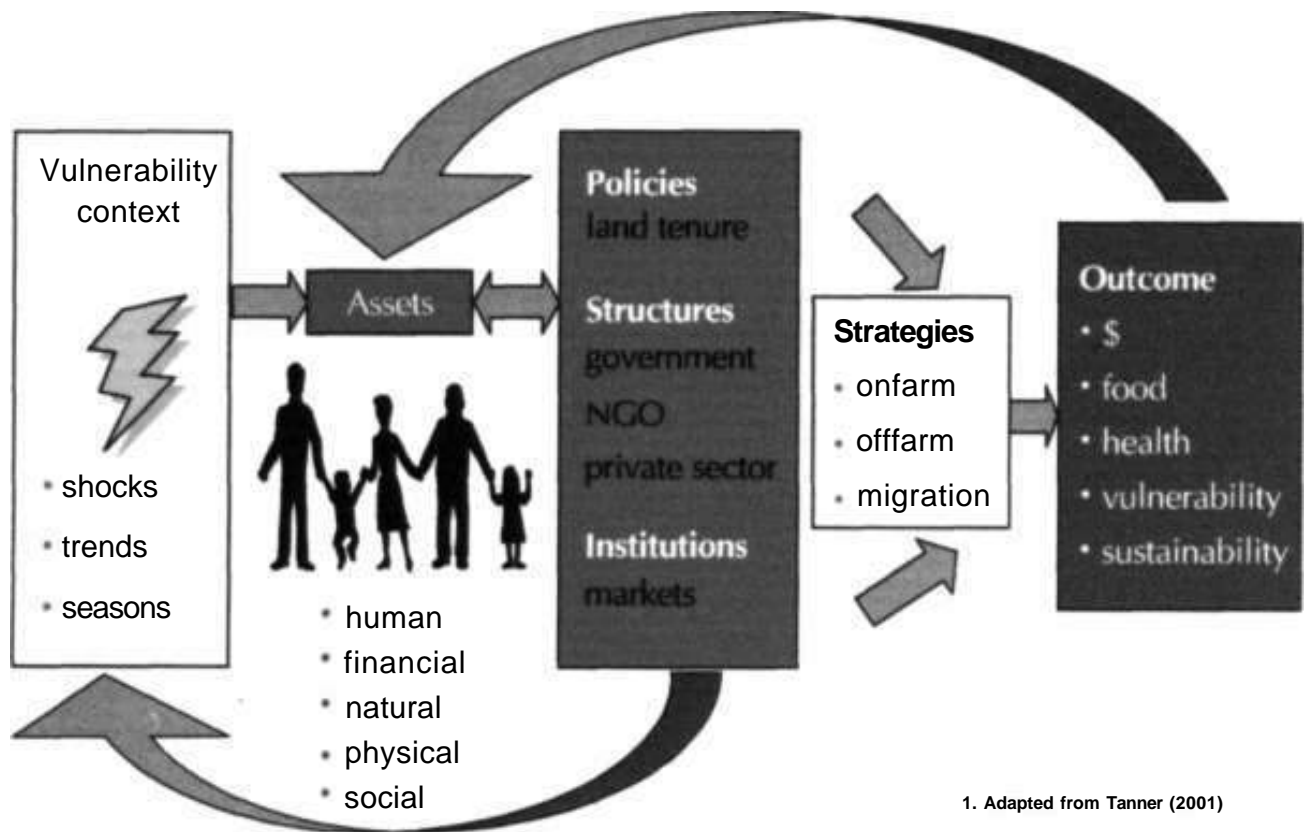 Vulnerability
context
• shocks
• trends
• seasons
Assets
• human
• financial
• natural
• physical
• social
Policies
land tenure
Structures
government
NGO
private sector
Institutions
markets
Strategies
• onfarm
• offfarm
• migration
Outcome
• $
• food
• health
• vulnerability
• sustainability
1. Adapted from Tanner (2001)